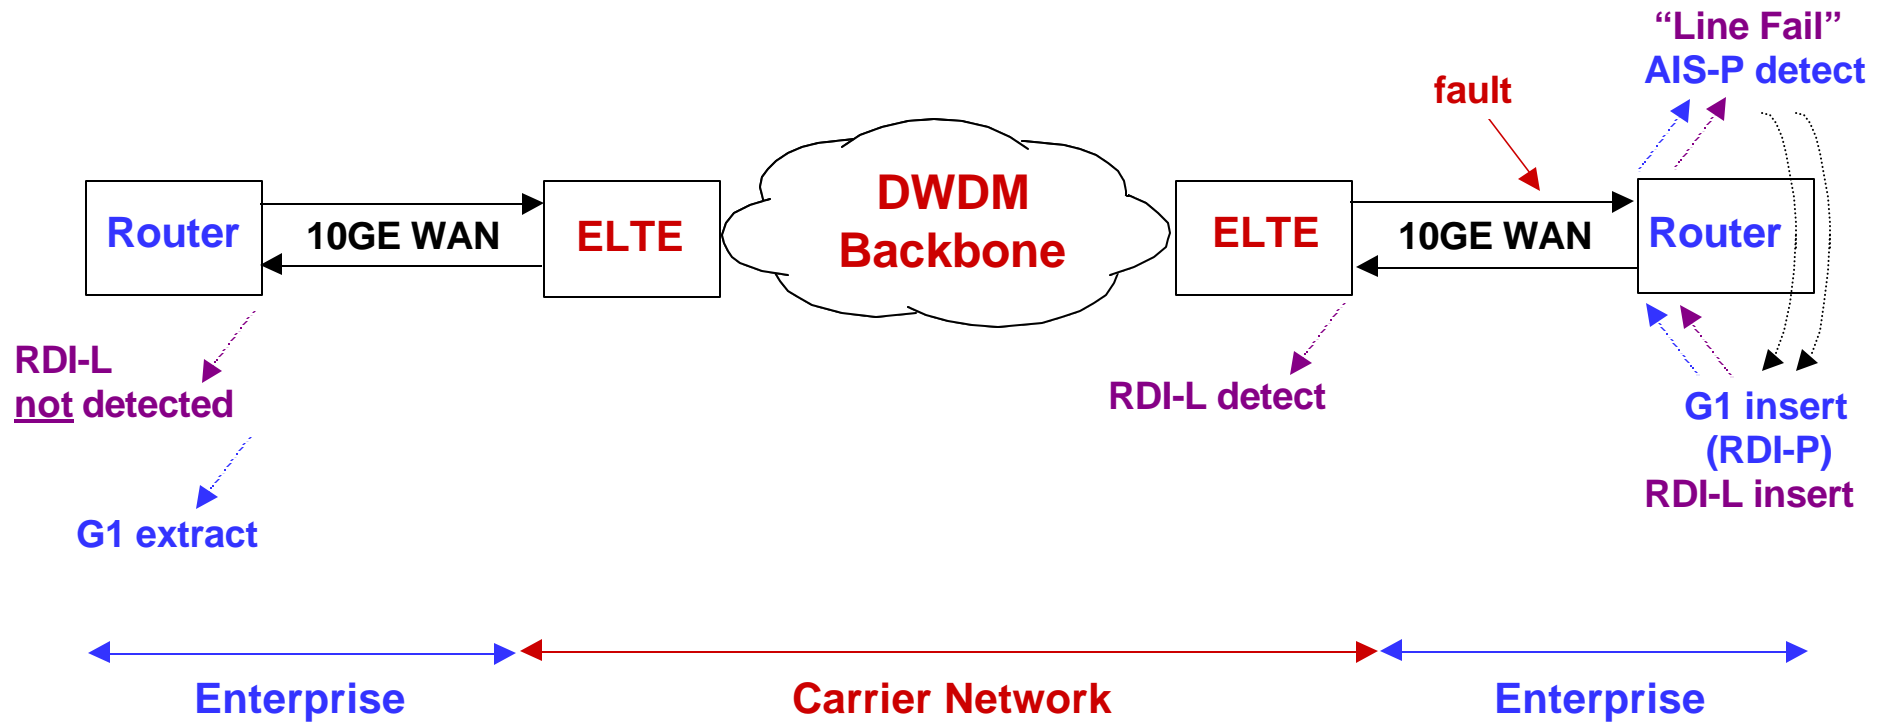 “Line Fail”
AIS-P detect
fault
Router
10GE WAN
ELTE
DWDM
Backbone
ELTE
10GE WAN
Router
RDI-L
not detected
RDI-L detect
G1 insert
(RDI-P)
RDI-L insert
G1 extract
Enterprise
Carrier Network
Enterprise